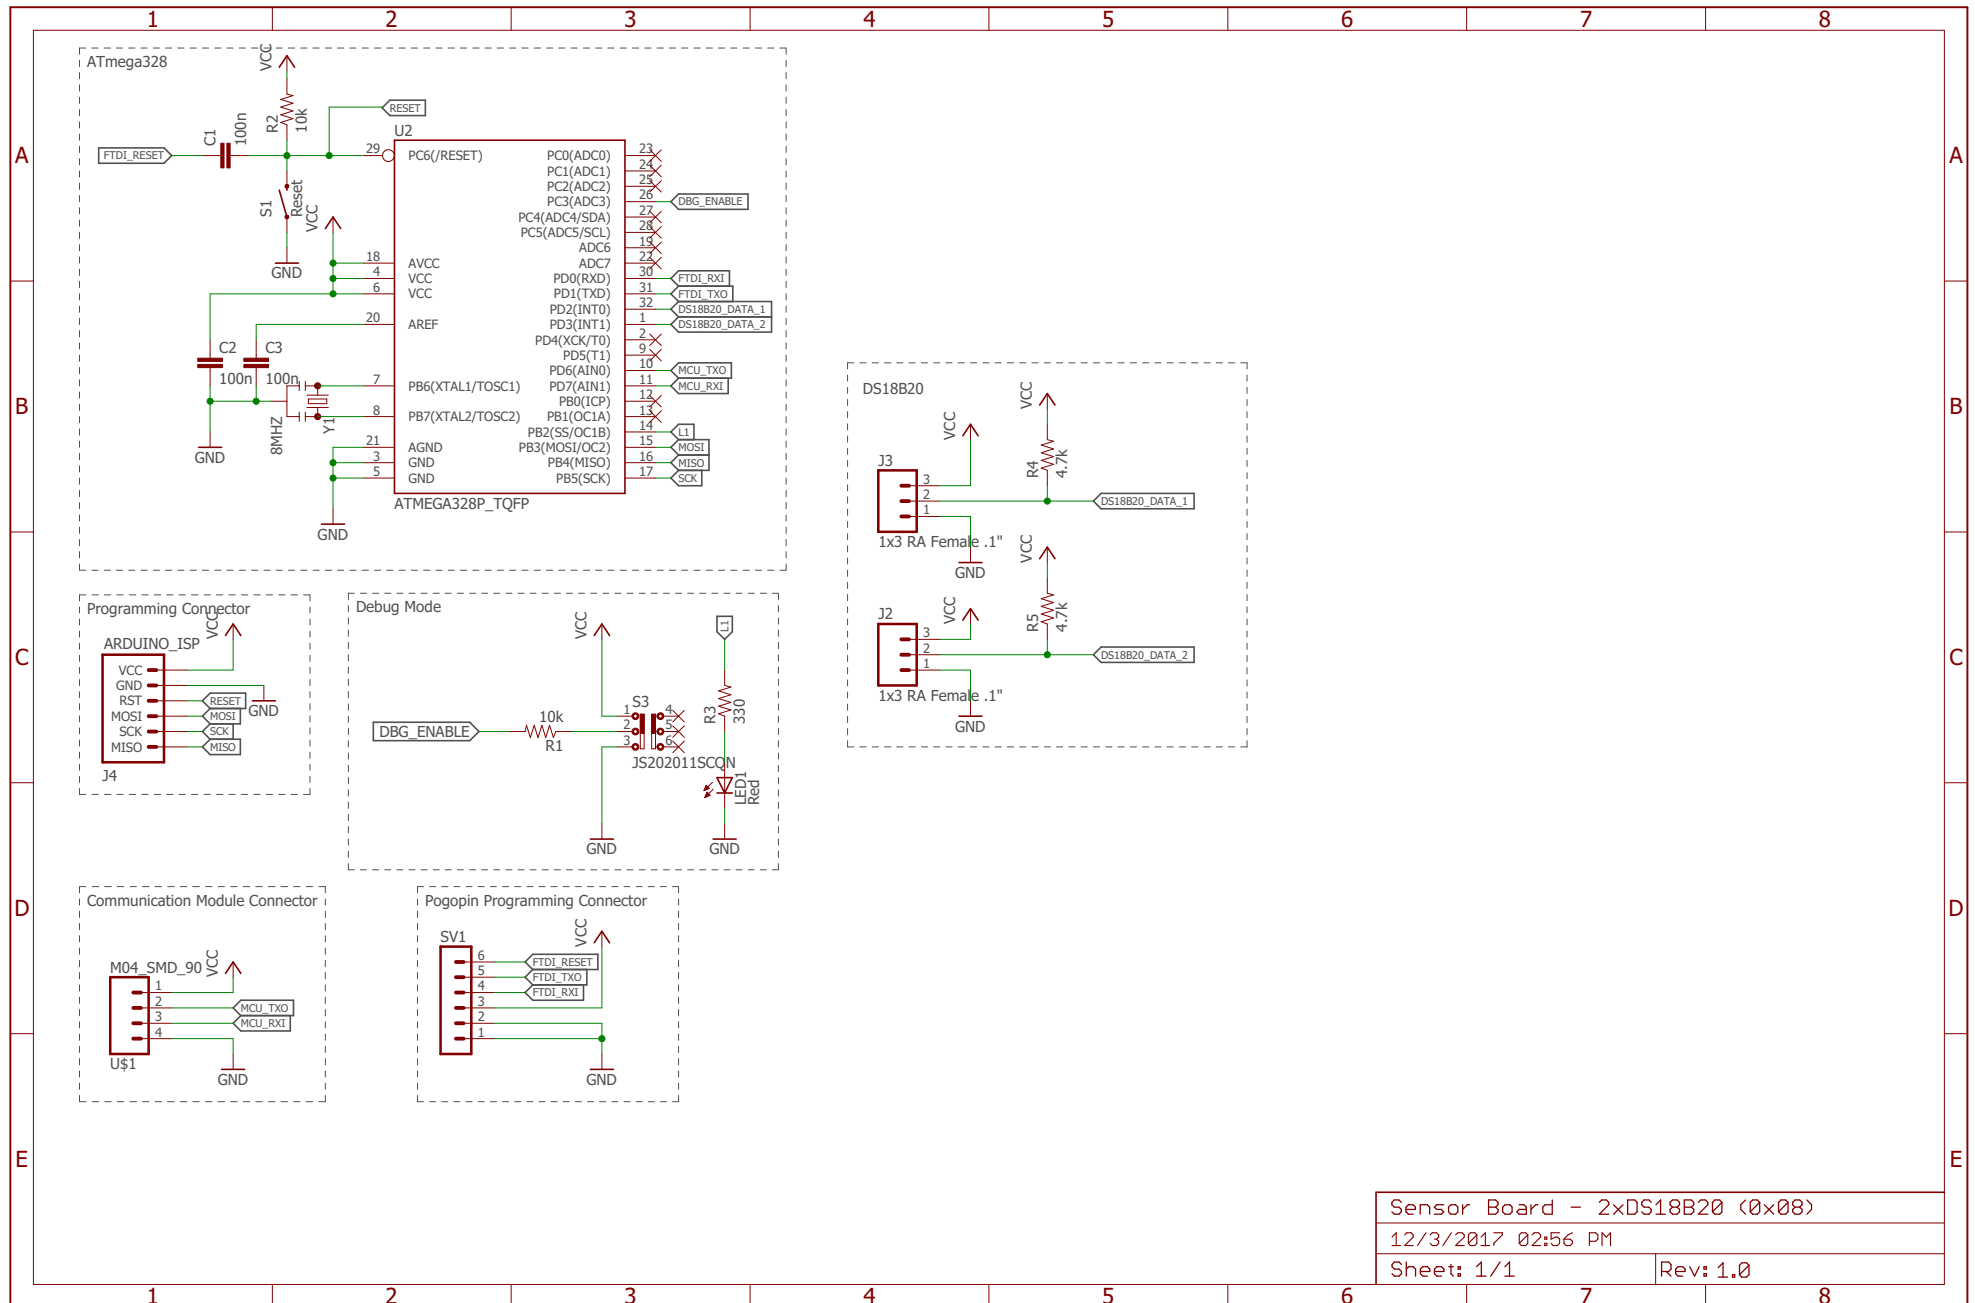 1 2 3 4 5 6 7 8
A
B
C
D
E
A
B
C
D
E
ATmega328
VCC
R2
10k
RESET
C1
100n
FTDI_RESET
S1
Reset
GND
VCC
U2
29 PC6(/RESET)
18 AVCC
4 VCC
6 VCC
20 AREF
7 PB6(XTAL1/TOSC1)
8 PB7(XTAL2/TOSC2)
21 AGND
3 GND
5 GND
PC0(ADC0) 23
PC1(ADC1) 24
PC2(ADC2) 25
PC3(ADC3) 26 DBG_ENABLE
PC4(ADC4/SDA) 27
PC5(ADC5/SCL) 28
ADC6 19
ADC7 22
PD0(RXD) 30 FTDI_RXI
PD1(TXD) 31 FTDI_TXO
PD2(INT0) 32 DS18B20_DATA_1
PD3(INT1) 1 DS18B20_DATA_2
PD4(XCK/T0) 2
PD5(T1) 9
PD6(AIN0) 10 MCU_TXO
PD7(AIN1) 11 MCU_RXI
PB0(ICP) 12
PB1(OC1A) 13
PB2(SS/OC1B) 14 L1
PB3(MOSI/OC2) 15 MOSI
PB4(MISO) 16 MISO
PB5(SCK) 17 SCK
ATMEGA328P_TQFP
C2
100n
C3
100n
8MHZ
Y1
GND
GND
DS18B20
VCC
VCC
R4
4.7k
J3
3
2
1
DS18B20_DATA_1
1x3 RA Female .1"
GND
VCC
VCC
R5
4.7k
J2
3
2
1
DS18B20_DATA_2
1x3 RA Female .1"
GND
Programming Connector
VCC
ARDUINO_ISP
VCC
GND
RST RESET
MOSI MOSI
SCK SCK
MISO MISO
GND
J4
Debug Mode
VCC
L1
DBG_ENABLE
10k
R1
S3
1 4
2 5
3 6
JS202011SCQN
R3
330
LED1
Red
GND
GND
Communication Module Connector
VCC
M04_SMD_90
1
2 MCU_TXO
3 MCU_RXI
4
U$1
GND
Pogopin Programming Connector
VCC
SV1
6 FTDI_RESET
5 FTDI_TXO
4 FTDI_RXI
3
2
1
GND
Sensor Board - 2xDS18B20 (0x08)
12/3/2017 02:56 PM
Sheet: 1/1 Rev: 1.0
1 2 3 4 5 6 7 8